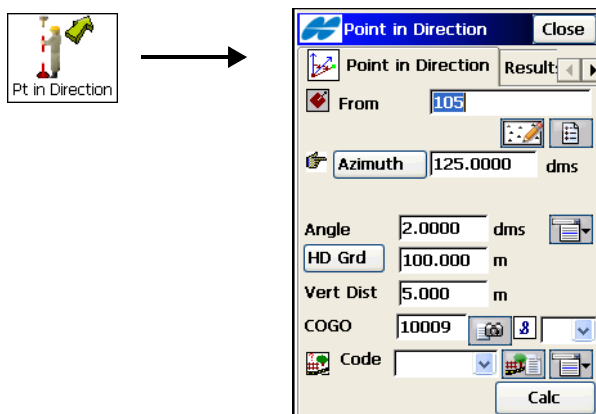 Pt in Direction
Point in Direction Close
Point in Direction Result
From 105
Azimuth 125.0000 dms
Angle 2.0000 dms
HD Grd 100.000 m
Vert Dist 5.000 m
COGO 10009
Code
Calc